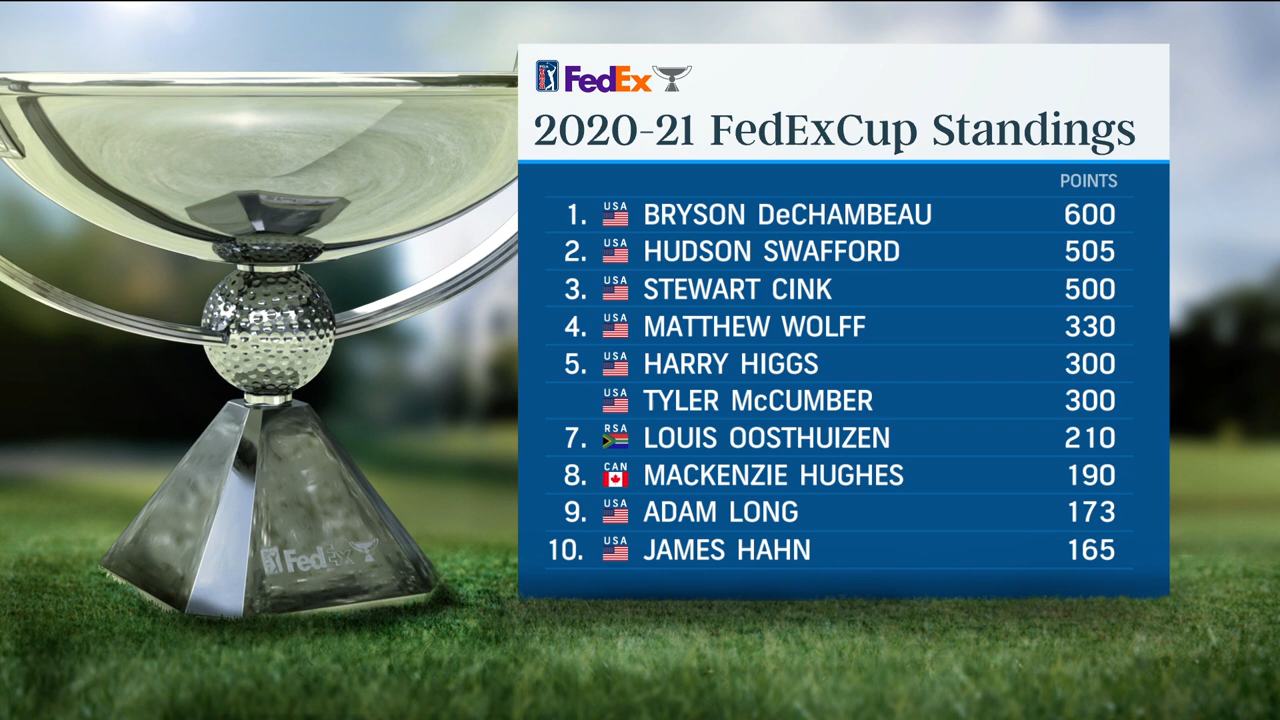 FedEx
2020-21 FedExCup Standings
POINTS
1. USA BRYSON DeCHAMBEAU 600
2. USA HUDSON SWAFFORD 505
3. USA STEWART CINK 500
4. USA MATTHEW WOLFF 330
5. USA HARRY HIGGS 300
USA TYLER McCUMBER 300
7. RSA LOUIS OOSTHUIZEN 210
8. CAN MACKENZIE HUGHES 190
9. USA ADAM LONG 173
10. USA JAMES HAHN 165
FedEx